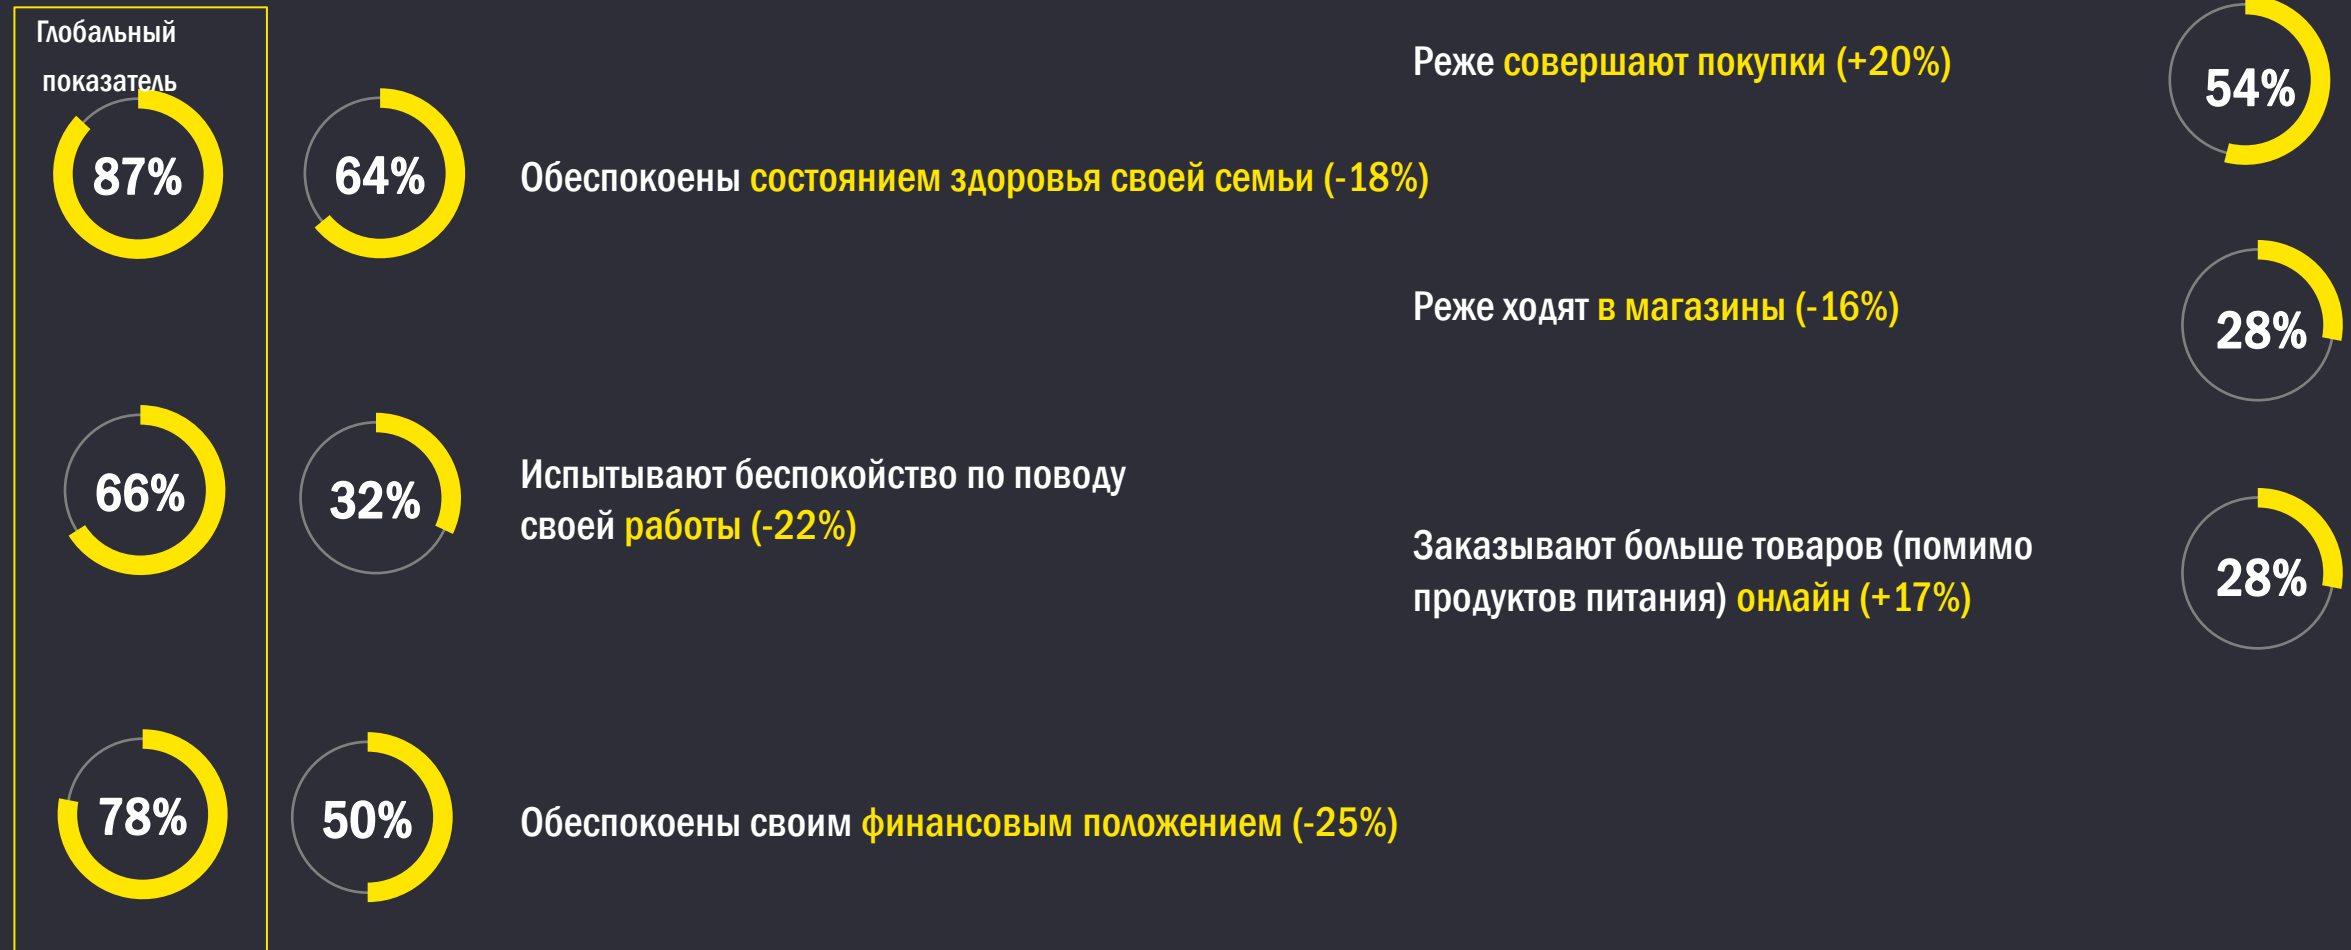 Глобальный
показатель
87%
64%
Обеспокоены состоянием здоровья своей семьи (-18%)
66%
32%
Испытывают беспокойство по поводу
своей работы (-22%)
78%
50%
Обеспокоены своим финансовым положением (-25%)
Реже совершают покупки (+20%)
54%
Реже ходят в магазины (-16%)
28%
Заказывают больше товаров (помимо
продуктов питания) онлайн (+17%)
28%